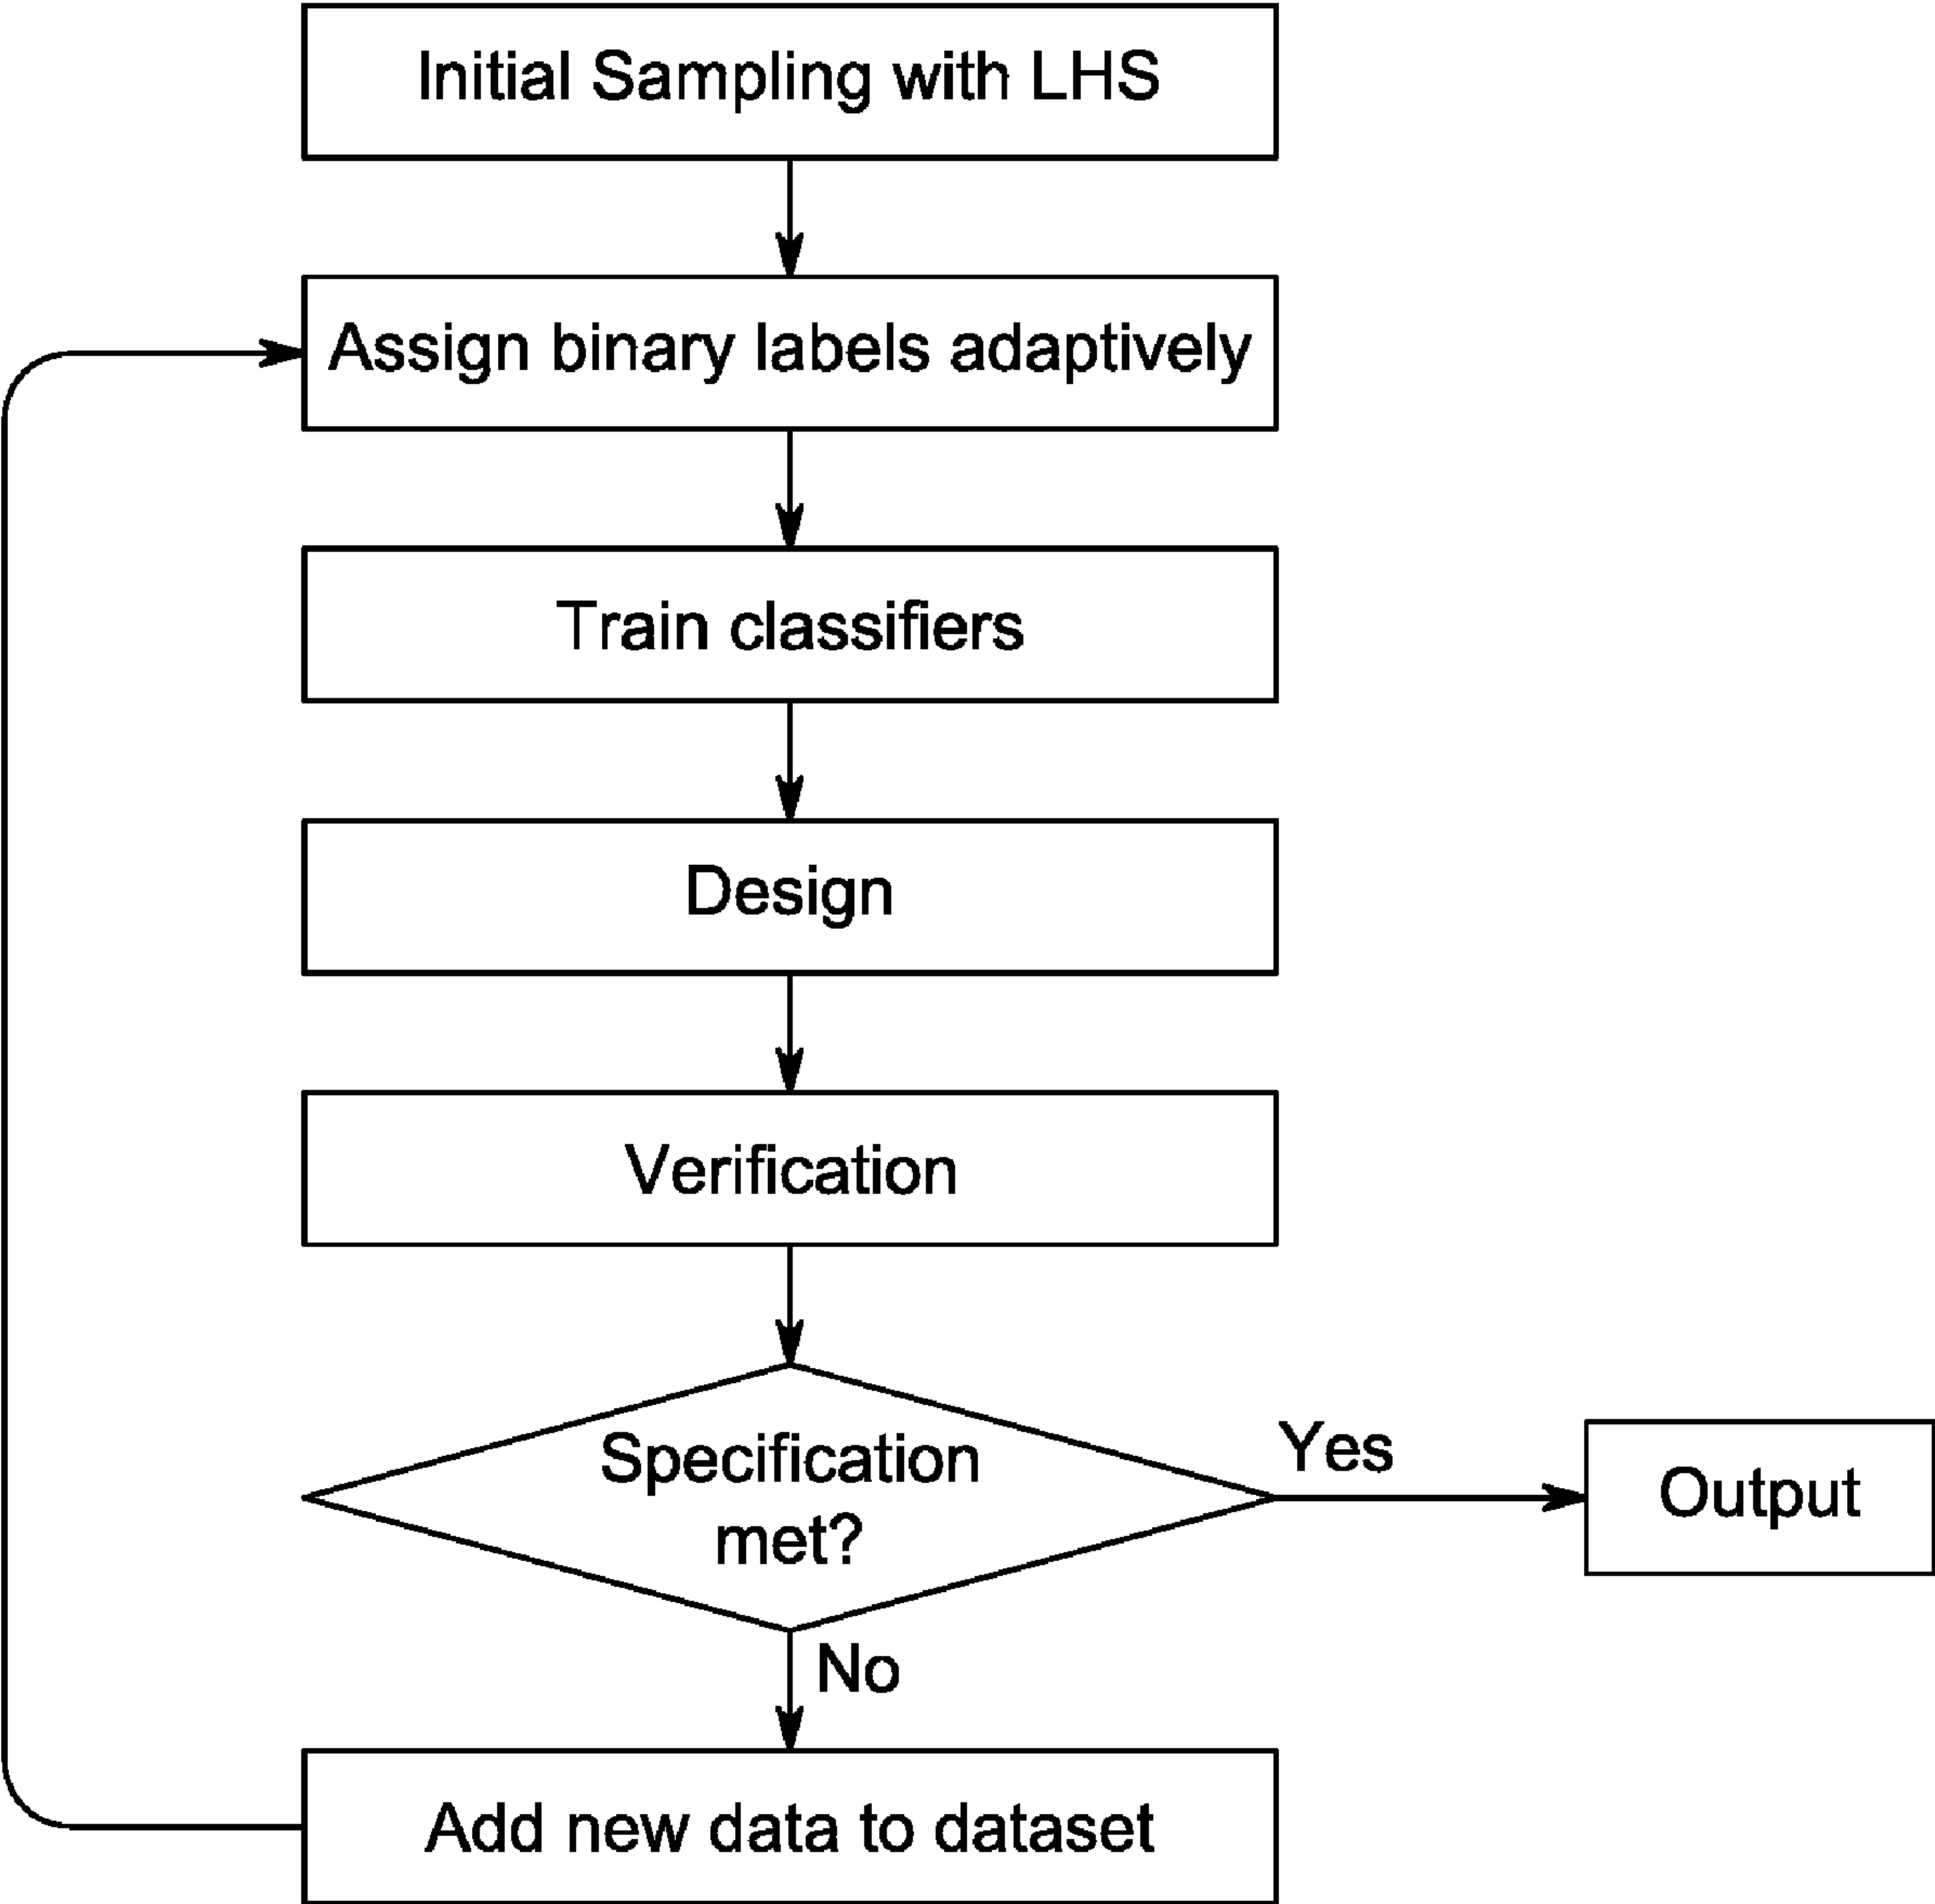 Initial Sampling with LHS
Assign binary labels adaptively
Train classifiers
Design
Verification
Specification
met?
Yes
Output
No
Add new data to dataset